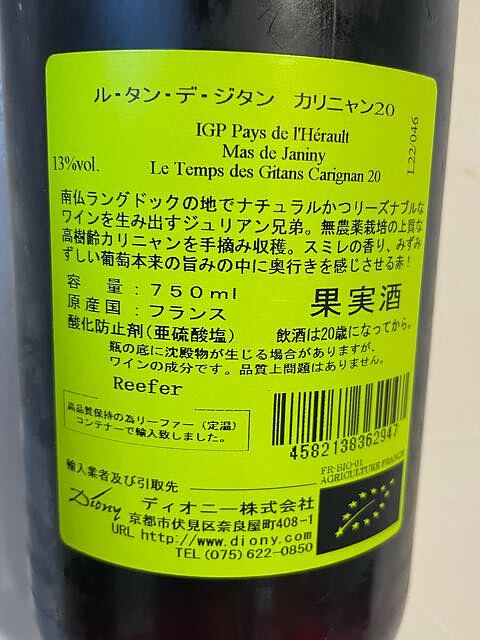 ル・タン・デ・ジタン カリニャン20
IGP Pays de l'Hérault
Mas de Janiny
13%vol.
Le Temps des Gitans Carignan 20
L22/046
南仏ラングドックの地でナチュラルかつリーズナブルな
ワインを生み出すジュリアン兄弟。無農薬栽培の上質な
高樹齢カリニャンを手摘み収穫。スミレの香り、みずみ
ずしい葡萄本来の旨みの中に奥行きを感じさせる赤！
容 量：750ml
原産国：フランス
果実酒
酸化防止剤(亜硫酸塩)
飲酒は20歳になってから。
瓶の底に沈殿物が生じる場合がありますが、
ワインの成分です。品質上問題はありません。
Reefer
高品質保持の為リーファー（定温）
コンテナーで輸入致しました。
4582138362947
FR-BIO-01
AGRICULTURE FRANCE
輸入業者及び引取先
Diony ディオニー株式会社
京都市伏見区奈良屋町408-1
URL http://www.diony.com
TEL (075) 622-0850